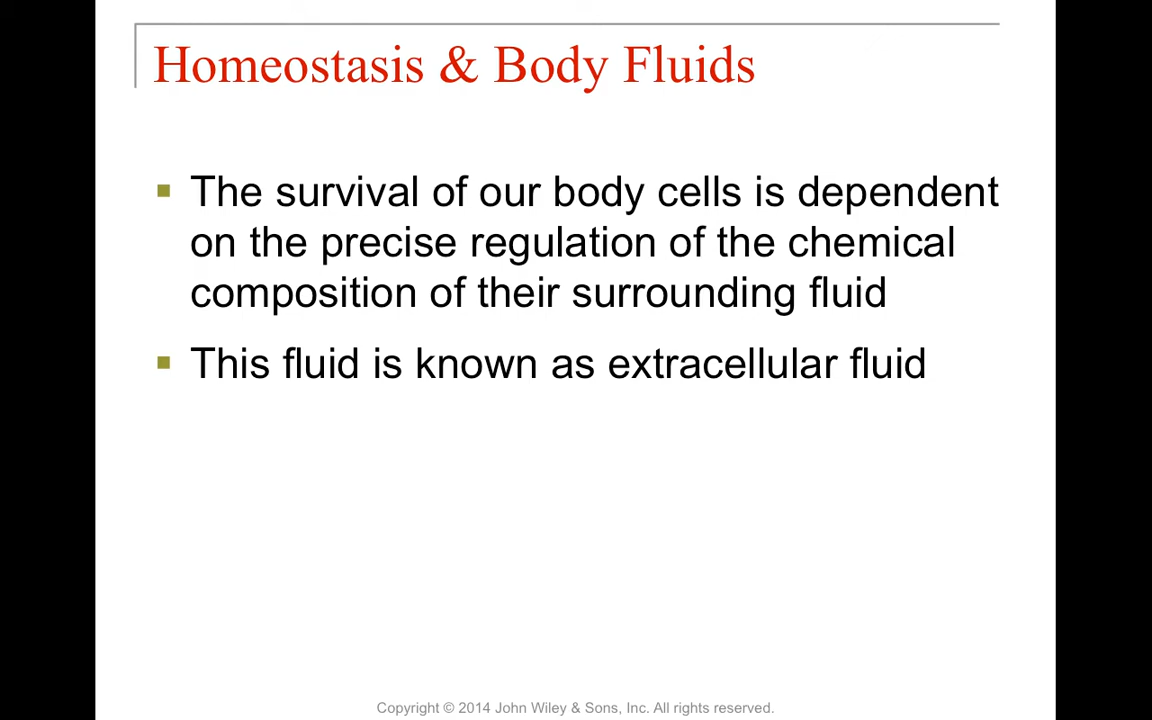 Homeostasis & Body Fluids
The survival of our body cells is dependent
on the precise regulation of the chemical
composition of their surrounding fluid
This fluid is known as extracellular fluid
Copyright © 2014 John Wiley & Sons, Inc. All rights reserved.